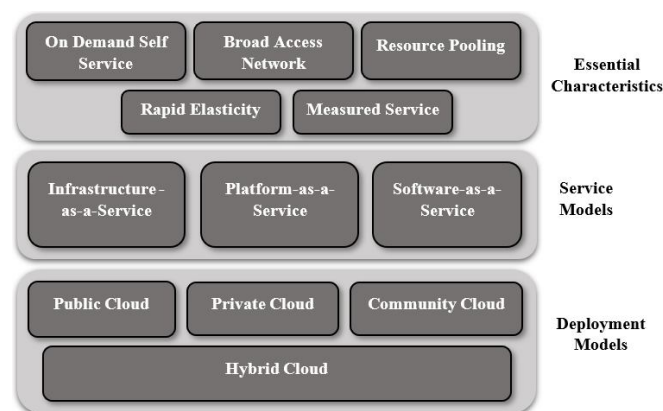 On Demand Self
Service
Broad Access
Network
Resource Pooling
Rapid Elasticity
Measured Service
Essential
Characteristics
Infrastructure-
as-a-Service
Platform-as-a-
Service
Software-as-a-
Service
Service
Models
Public Cloud
Private Cloud
Community Cloud
Hybrid Cloud
Deployment
Models